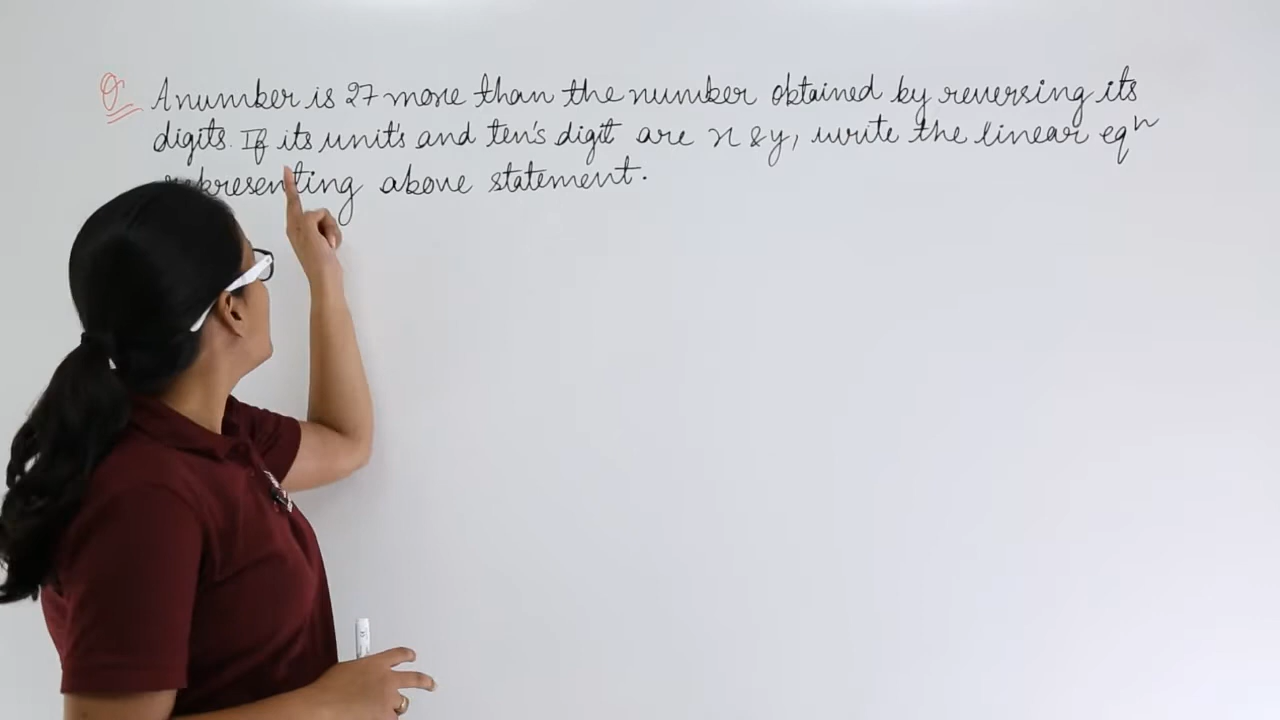 Q A number is 27 more than the number obtained by reversing its
digits. If its unit's and ten's digit are x & y, write the linear eqn
representing above statement.